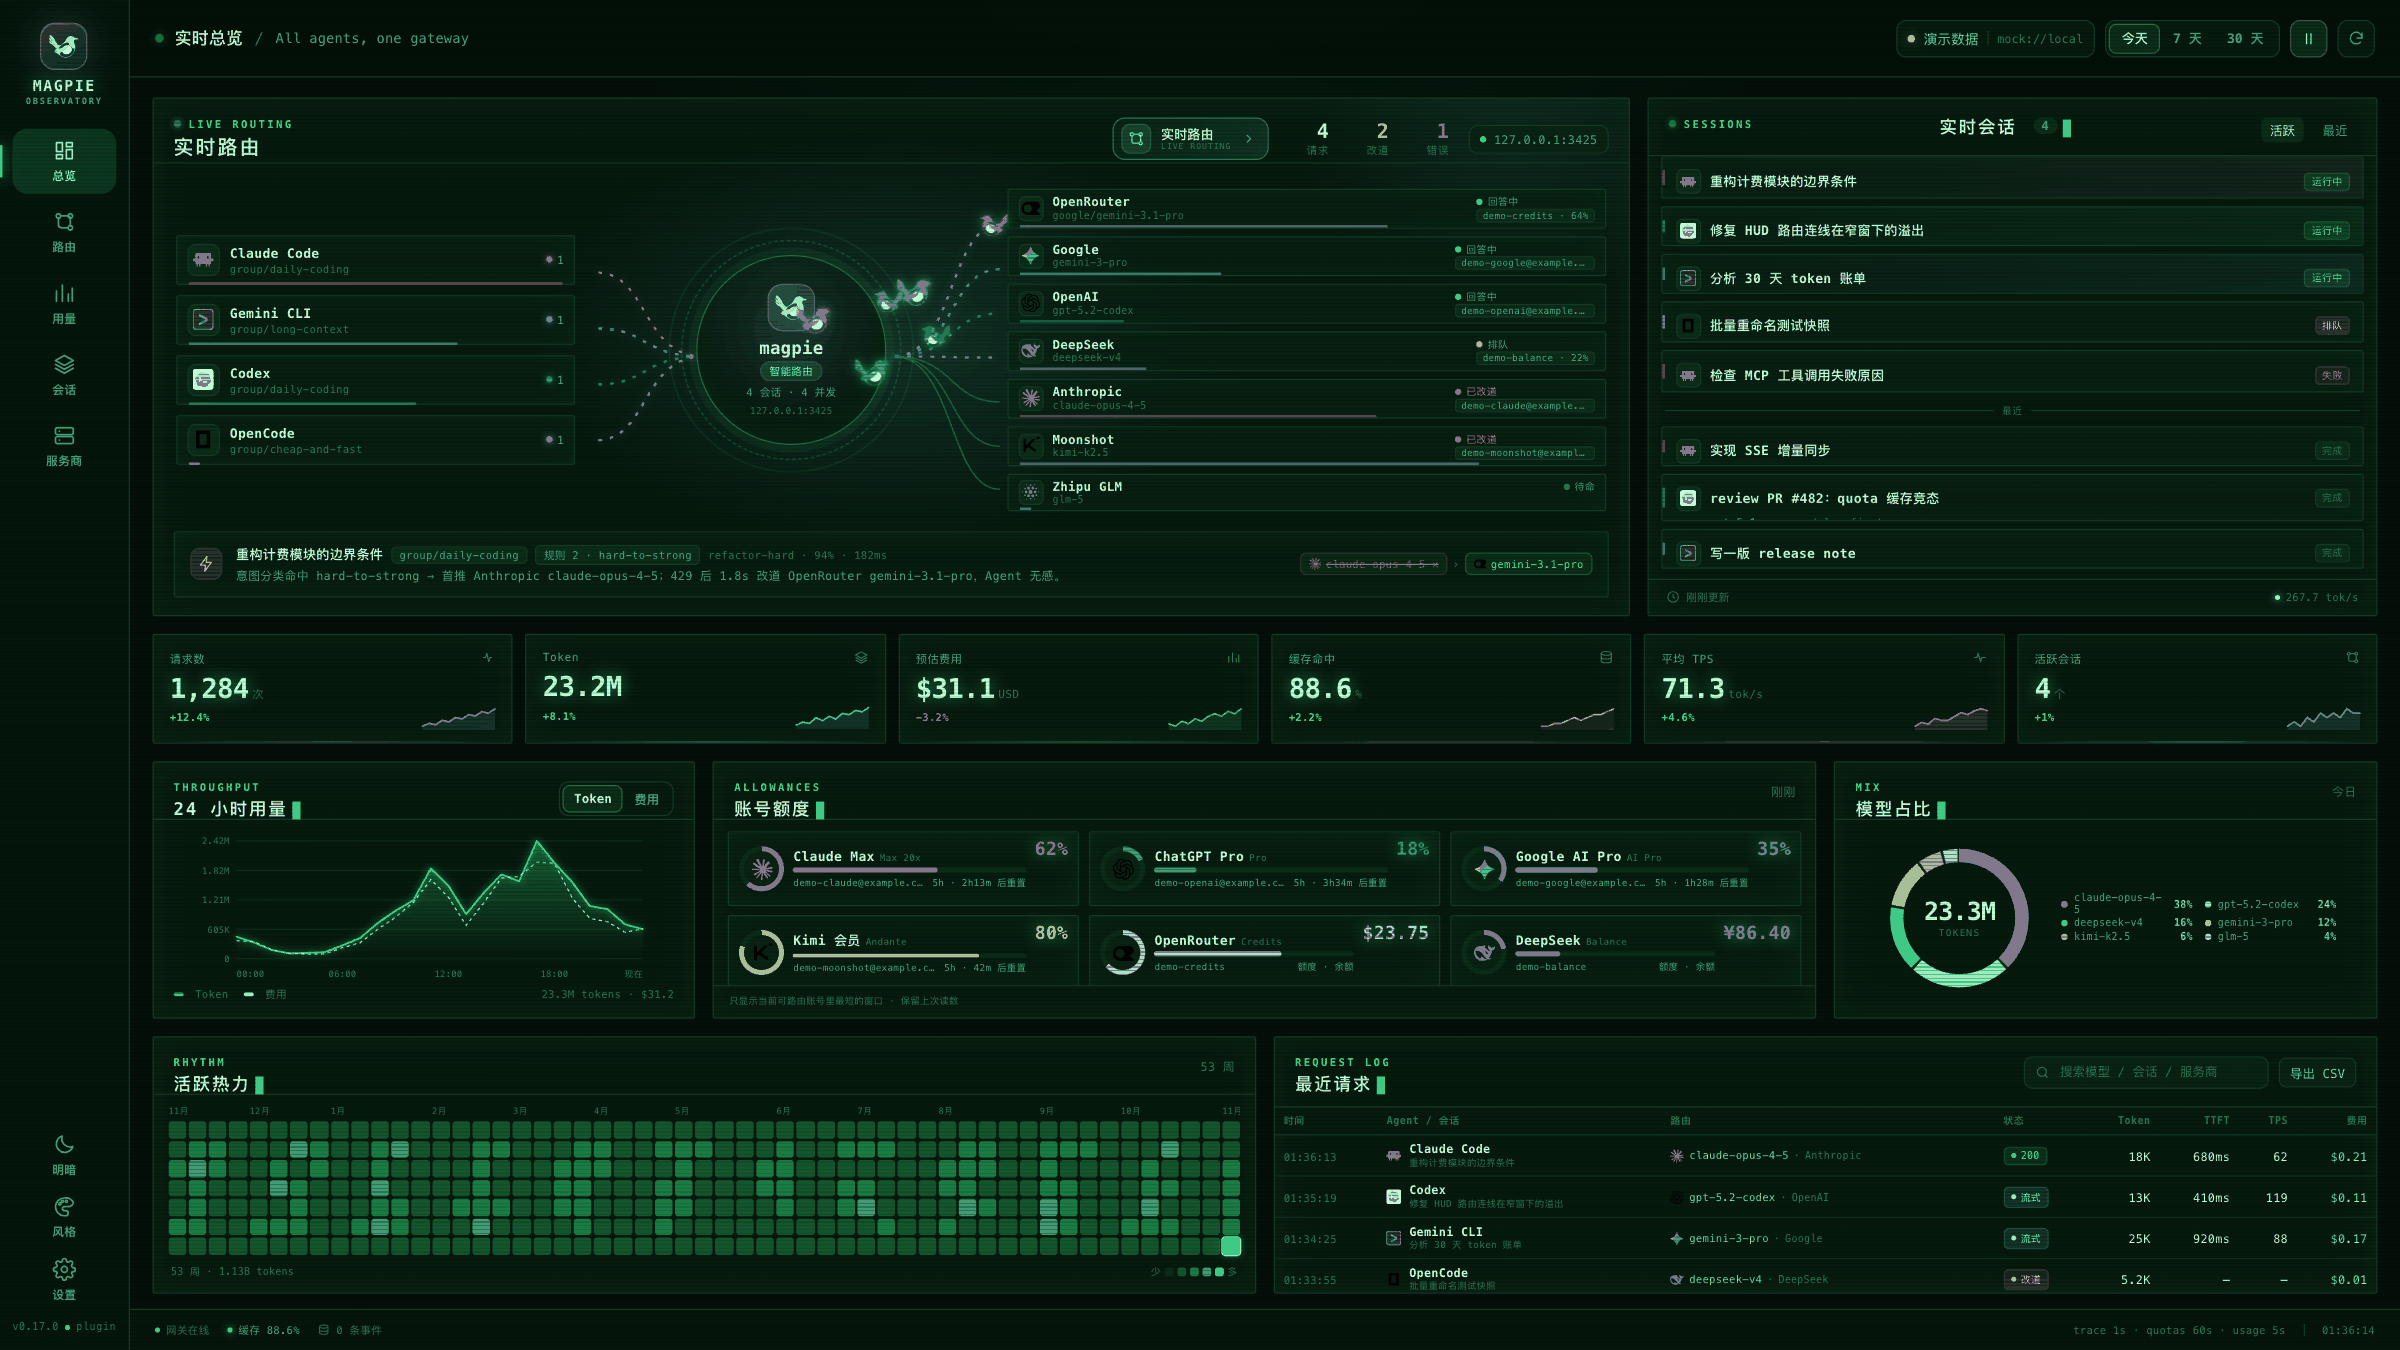 MAGPIE
OBSERVATORY
总览
路由
用量
会话
服务商
明暗
风格
设置
v0.17.0 ● plugin
实时总览 / All agents, one gateway
演示数据 mock://local
今天 7 天 30 天
LIVE ROUTING
实时路由
实时路由
LIVE ROUTING
4 请求
2 改道
1 错误
127.0.0.1:3425
Claude Code
group/daily-coding
1
Gemini CLI
group/long-context
1
Codex
group/daily-coding
1
OpenCode
group/cheap-and-fast
1
magpie
智能路由
4 会话 · 4 并发
127.0.0.1:3425
OpenRouter
google/gemini-3.1-pro
回答中
demo-credits · 64%
Google
gemini-3-pro
回答中
demo-google@example.…
OpenAI
gpt-5.2-codex
回答中
demo-openai@example.…
DeepSeek
deepseek-v4
排队
demo-balance · 22%
Anthropic
claude-opus-4-5
已改道
demo-claude@example.…
Moonshot
kimi-k2.5
已改道
demo-moonshot@exampl…
Zhipu GLM
glm-5
待命
重构计费模块的边界条件 group/daily-coding 规则 2 · hard-to-strong refactor-hard · 94% · 182ms
意图分类命中 hard-to-strong → 首推 Anthropic claude-opus-4-5; 429 后 1.8s 改道 OpenRouter gemini-3.1-pro，Agent 无感。
claude-opus-4-5 × › gemini-3.1-pro
SESSIONS
实时会话 4
活跃 最近
重构计费模块的边界条件 运行中
修复 HUD 路由连线在窄窗下的溢出 运行中
分析 30 天 token 账单 运行中
批量重命名测试快照 排队
检查 MCP 工具调用失败原因 失败
最近
实现 SSE 增量同步 完成
review PR #482: quota 缓存竞态 完成
写一版 release note 完成
刚刚更新
267.7 tok/s
请求数
1,284 次
+12.4%
Token
23.2M
+8.1%
预估费用
$31.1 USD
−3.2%
缓存命中
88.6 %
+2.2%
平均 TPS
71.3 tok/s
+4.6%
活跃会话
4 个
+1%
THROUGHPUT
24 小时用量
Token 费用
2.42M
1.82M
1.21M
605K
0
00:00 06:00 12:00 18:00 现在
Token 费用
23.3M tokens · $31.2
ALLOWANCES
账号额度
刚刚
Claude Max Max 20x
62%
demo-claude@example.c… 5h · 2h13m 后重置
ChatGPT Pro Pro
18%
demo-openai@example.c… 5h · 3h34m 后重置
Google AI Pro AI Pro
35%
demo-google@example.c… 5h · 1h28m 后重置
Kimi 会员 Andante
80%
demo-moonshot@example.c… 5h · 42m 后重置
OpenRouter Credits
$23.75
demo-credits 额度 · 余额
DeepSeek Balance
¥86.40
demo-balance 额度 · 余额
只显示当前可路由账号里最短的窗口 · 保留上次读数
MIX
模型占比
今日
23.3M
TOKENS
claude-opus-4-5 38%
gpt-5.2-codex 24%
deepseek-v4 16%
gemini-3-pro 12%
kimi-k2.5 6%
glm-5 4%
RHYTHM
活跃热力
53 周
11月 12月 1月 2月 3月 4月 5月 6月 7月 8月 9月 10月 11月
53 周 · 1.13B tokens
少 多
REQUEST LOG
最近请求
搜索模型 / 会话 / 服务商
导出 CSV
时间 Agent / 会话 路由 状态 Token TTFT TPS 费用
01:36:13 Claude Code claude-opus-4-5 · Anthropic 200 18K 680ms 62 $0.21
重构计费模块的边界条件
01:35:19 Codex gpt-5.2-codex · OpenAI 流式 13K 410ms 119 $0.11
修复 HUD 路由连线在窄窗下的溢出
01:34:25 Gemini CLI gemini-3-pro · Google 流式 25K 920ms 88 $0.17
分析 30 天 token 账单
01:33:55 OpenCode deepseek-v4 · DeepSeek 改道 5.2K — — $0.01
批量重命名测试快照
网关在线 缓存 88.6% 0 条事件
trace 1s · quotas 60s · usage 5s 01:36:14